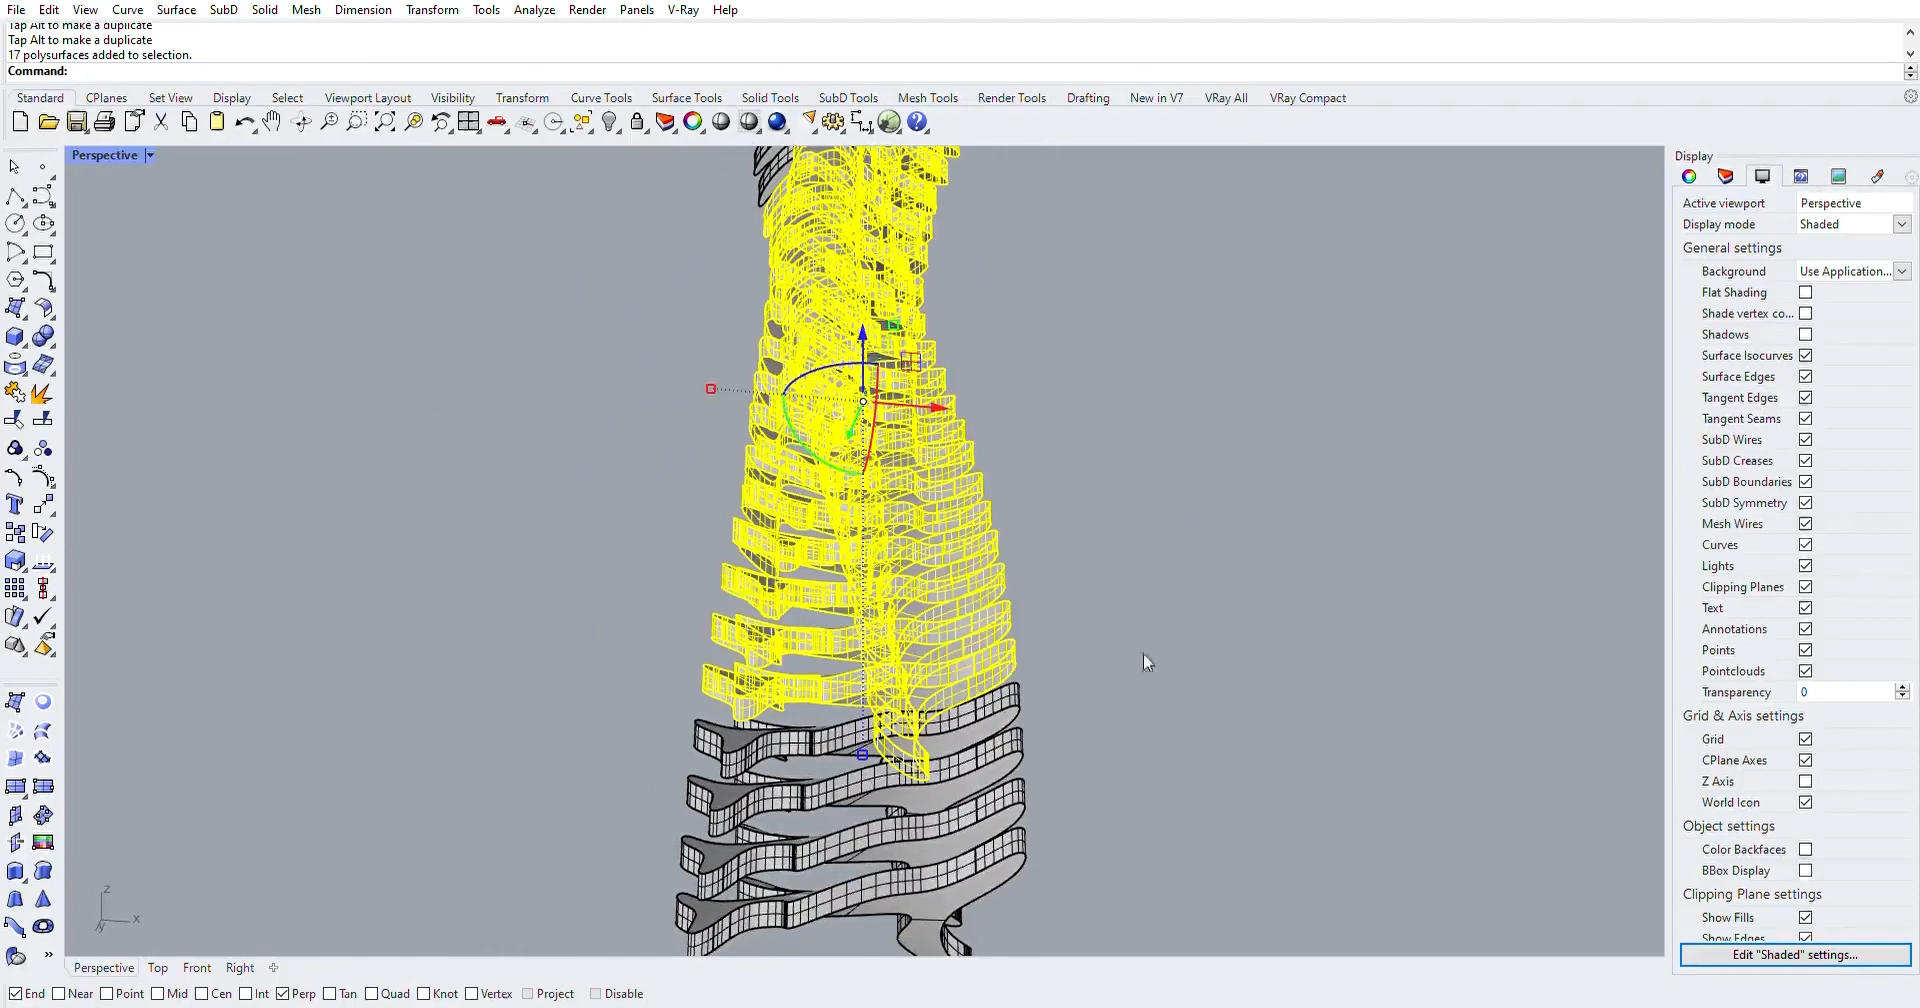 File Edit View Curve Surface SubD Solid Mesh Dimension Transform Tools Analyze Render Panels V-Ray Help
Tap Alt to make a duplicate
Tap Alt to make a duplicate
17 polysurfaces added to selection.
Command:
Standard CPlanes Set View Display Select Viewport Layout Visibility Transform Curve Tools Surface Tools Solid Tools SubD Tools Mesh Tools Render Tools Drafting New in V7 VRay All VRay Compact
Perspective
Display
Active viewport Perspective
Display mode Shaded
General settings
Background Use Application...
Flat Shading
Shade vertex co...
Shadows
Surface Isocurves
Surface Edges
Tangent Edges
Tangent Seams
SubD Wires
SubD Creases
SubD Boundaries
SubD Symmetry
Mesh Wires
Curves
Lights
Clipping Planes
Text
Annotations
Points
Pointclouds
Transparency 0
Grid & Axis settings
Grid
CPlane Axes
Z Axis
World Icon
Object settings
Color Backfaces
BBox Display
Clipping Plane settings
Show Fills
Show Edges
Edit "Shaded" settings...
z
x
y
Perspective Top Front Right
End Near Point Mid Cen Int Perp Tan Quad Knot Vertex Project Disable